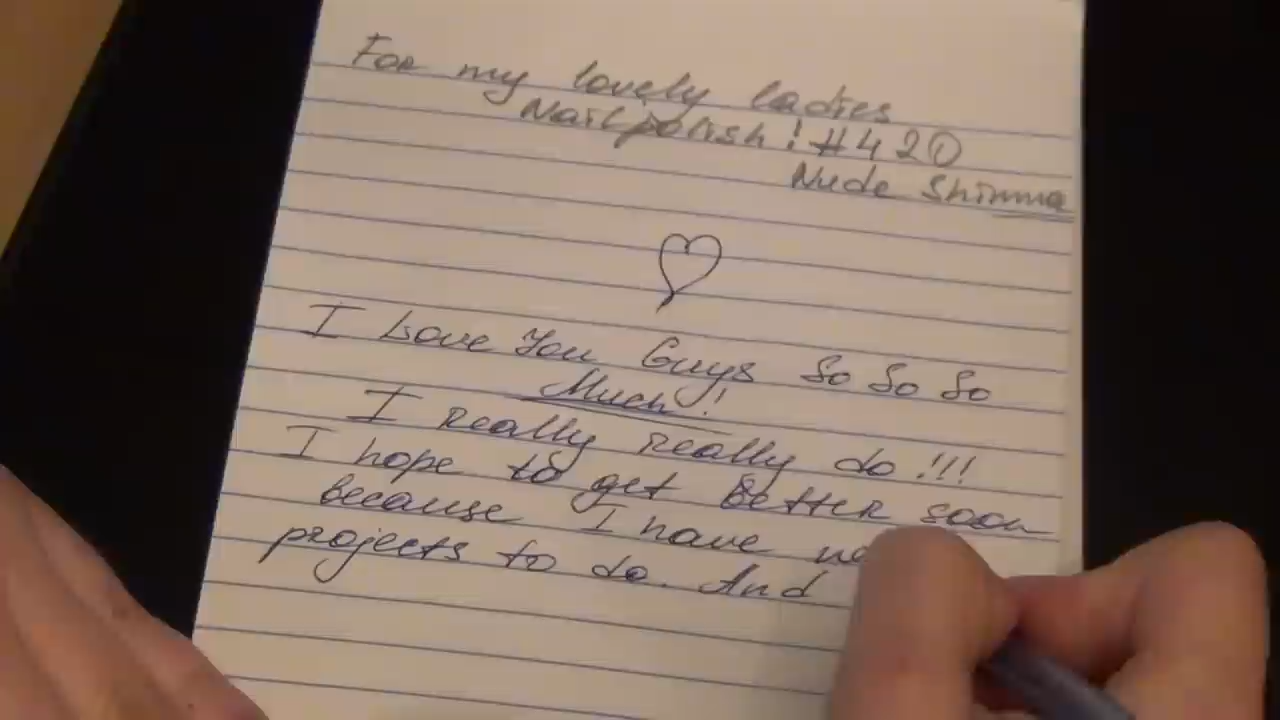 For my lovely ladies
Nailpolish! #420
Nude Shimma
I Love You Guys So So So
Much!
I really really do!!!
I hope to get better soon
because I have
projects to do. And